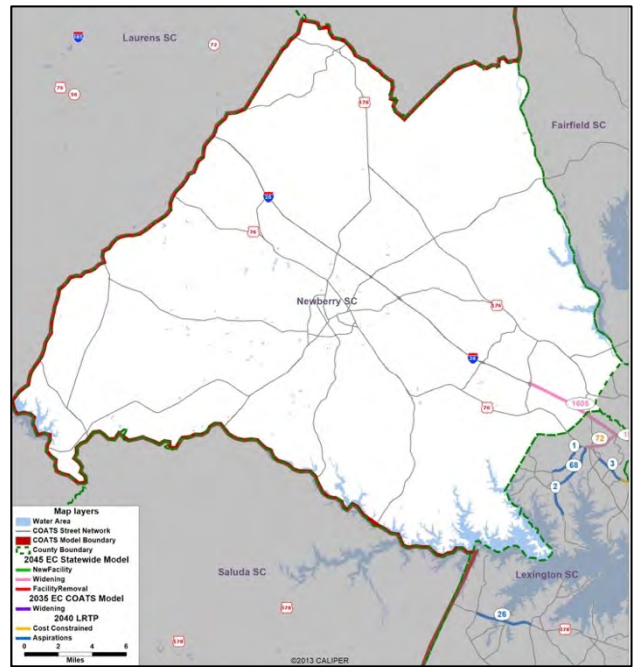 Laurens SC
385
72
76
56
176
Fairfield SC
26
76
Newberry SC
176
26
76
1605
72
1
68
3
2
Map layers
Water Area
COATS Street Network
COATS Model Boundary
County Boundary
2045 EC Statewide Model
NewFacility
Widening
FacilityRemoval
2035 EC COATS Model
Widening
2040 LRTP
Cost Constrained
Aspirations
0 2 4 6
Miles
Saluda SC
Lexington SC
26
178
178
178
©2013 CALIPER